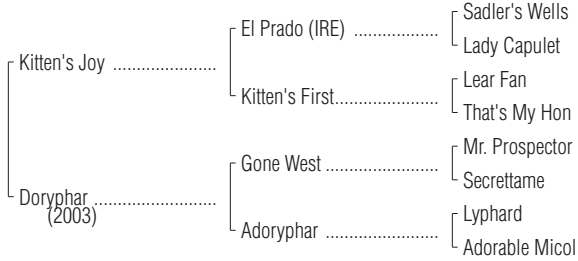 Sadler's Wells
El Prado (IRE) ....................
Lady Capulet
Kitten's Joy .........................
Lear Fan
Kitten's First.........................
That's My Hon
Mr. Prospector
Gone West ...........................
Secrettame
Doryphar .............................
(2003)
Lyphard
Adoryphar ...........................
Adorable Micol